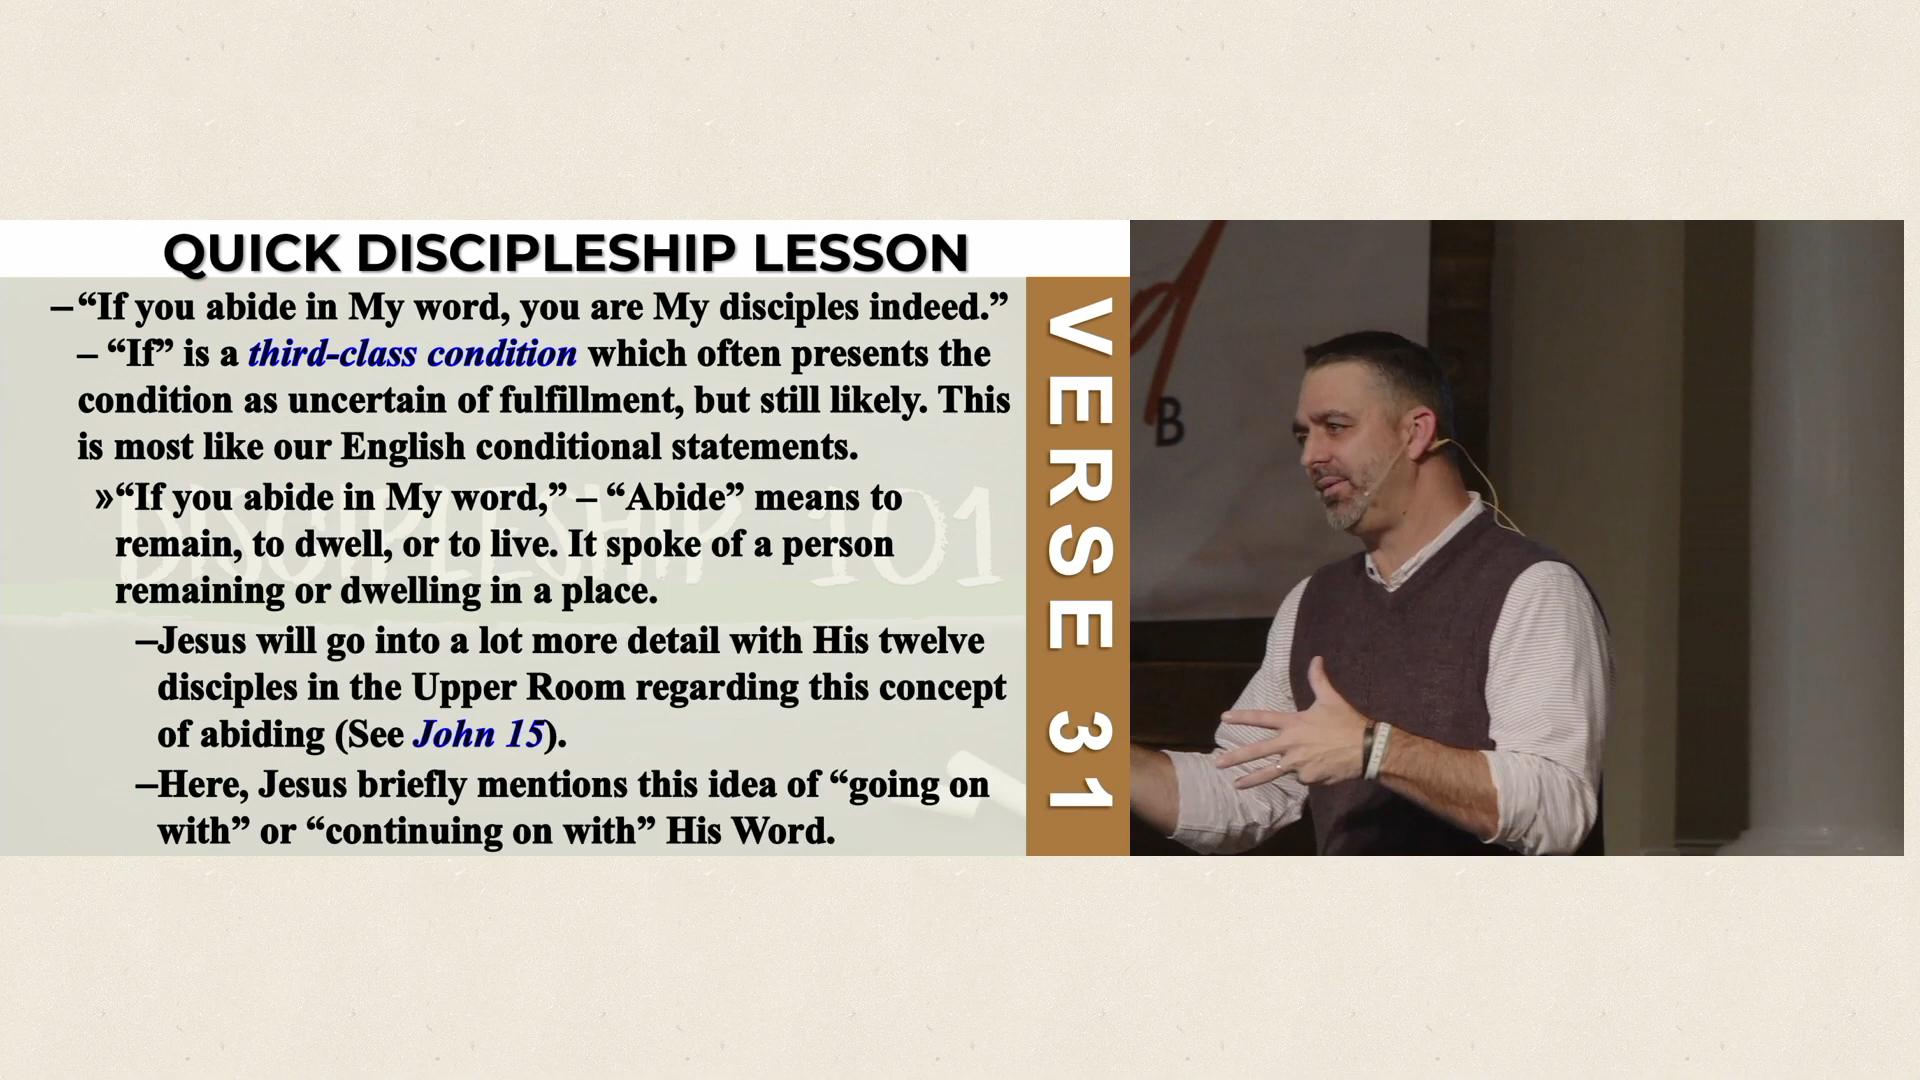 QUICK DISCIPLESHIP LESSON
–“If you abide in My word, you are My disciples indeed.”
– “If” is a third-class condition which often presents the
condition as uncertain of fulfillment, but still likely. This
is most like our English conditional statements.
»“If you abide in My word,” – “Abide” means to
remain, to dwell, or to live. It spoke of a person
remaining or dwelling in a place.
–Jesus will go into a lot more detail with His twelve
disciples in the Upper Room regarding this concept
of abiding (See John 15).
–Here, Jesus briefly mentions this idea of “going on
with” or “continuing on with” His Word.
DISCIPLESHIP 101
VERSE 31
B